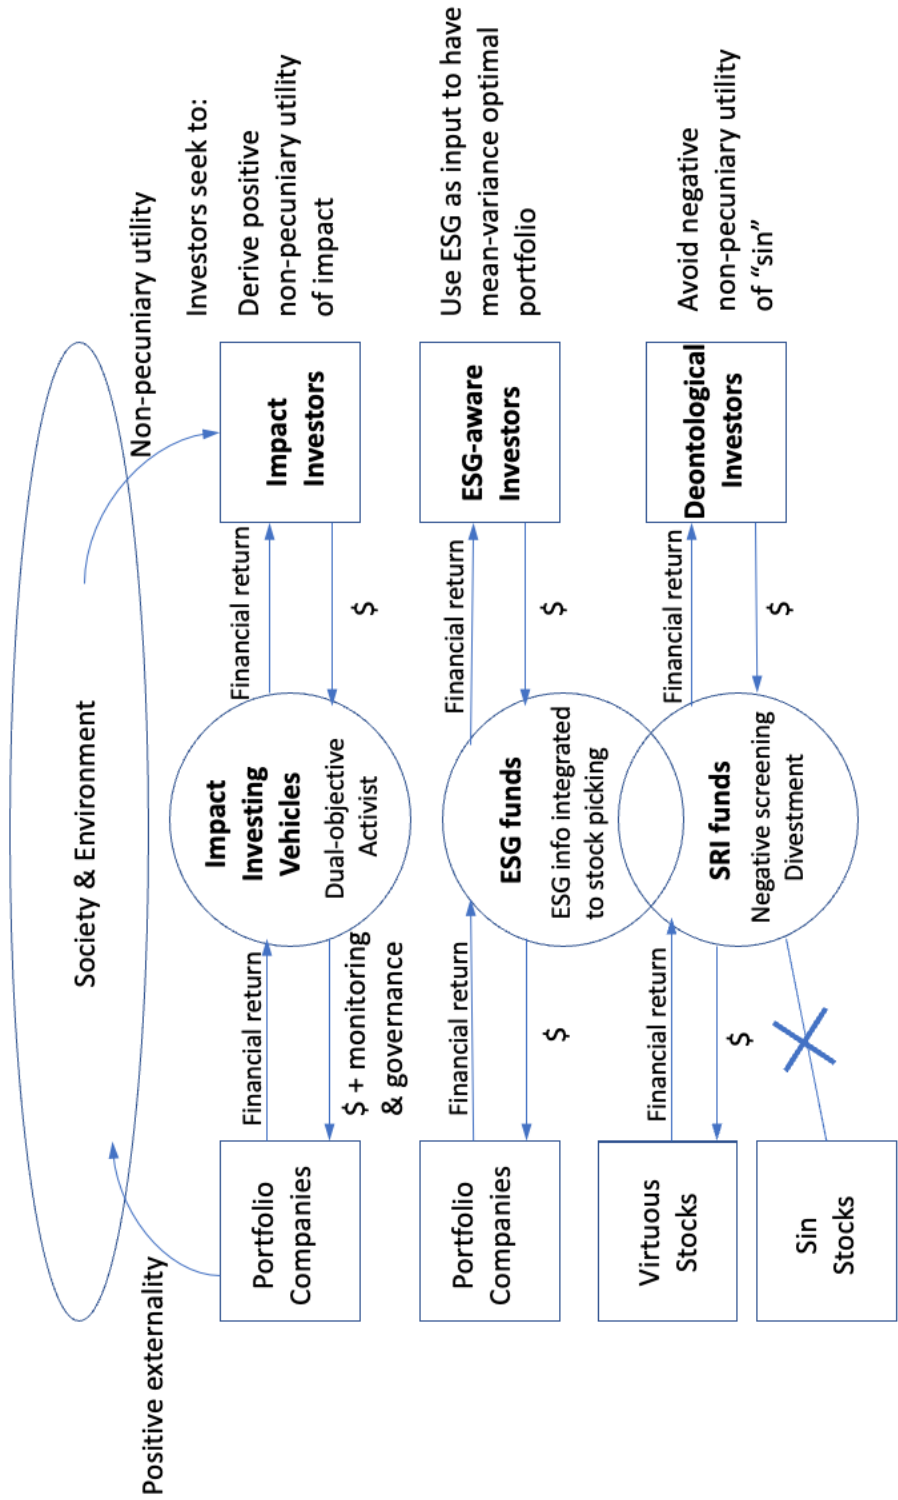 Society & Environment
Positive externality
Non-pecuniary utility
Investors seek to:
Portfolio
Companies
Financial return
$ + monitoring
& governance
Impact
Investing
Vehicles
Dual-objective
Activist
Financial return
$
Impact
Investors
Derive positive
non-pecuniary utility
of impact
Portfolio
Companies
Financial return
$
ESG funds
ESG info integrated
to stock picking
Financial return
$
ESG-aware
Investors
Use ESG as input to have
mean-variance optimal
portfolio
Virtuous
Stocks
Financial return
$
SRI funds
Negative screening
Divestment
Financial return
$
Deontological
Investors
Avoid negative
non-pecuniary utility
of “sin”
Sin
Stocks